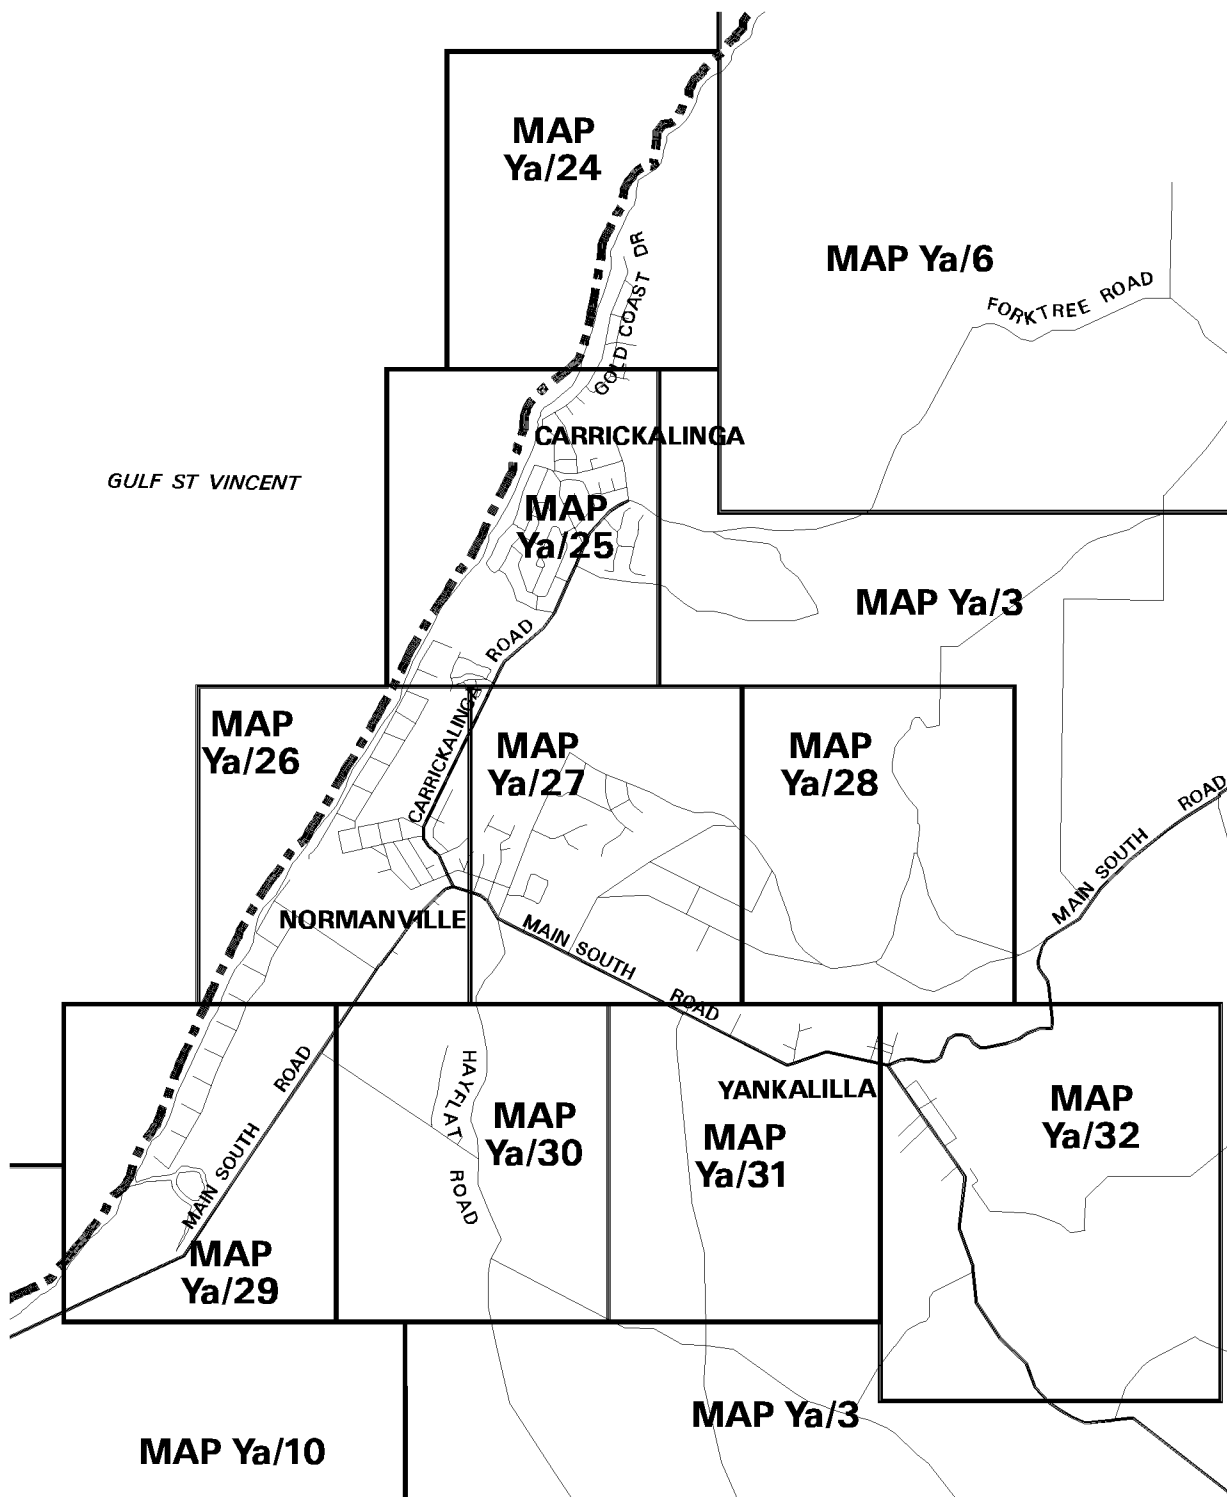 MAP
Ya/24
GOLD COAST DR
MAP Ya/6
FORKTREE ROAD
CARRICKALINGA
GULF ST VINCENT
MAP
Ya/25
MAP Ya/3
CARRICKALINGA ROAD
MAP
Ya/26
MAP
Ya/27
MAP
Ya/28
MAIN SOUTH ROAD
NORMANVILLE
MAIN SOUTH ROAD
MAIN SOUTH ROAD
HAYFLAT ROAD
YANKALILLA
MAP
Ya/29
MAP
Ya/30
MAP
Ya/31
MAP
Ya/32
MAP Ya/3
MAP Ya/10